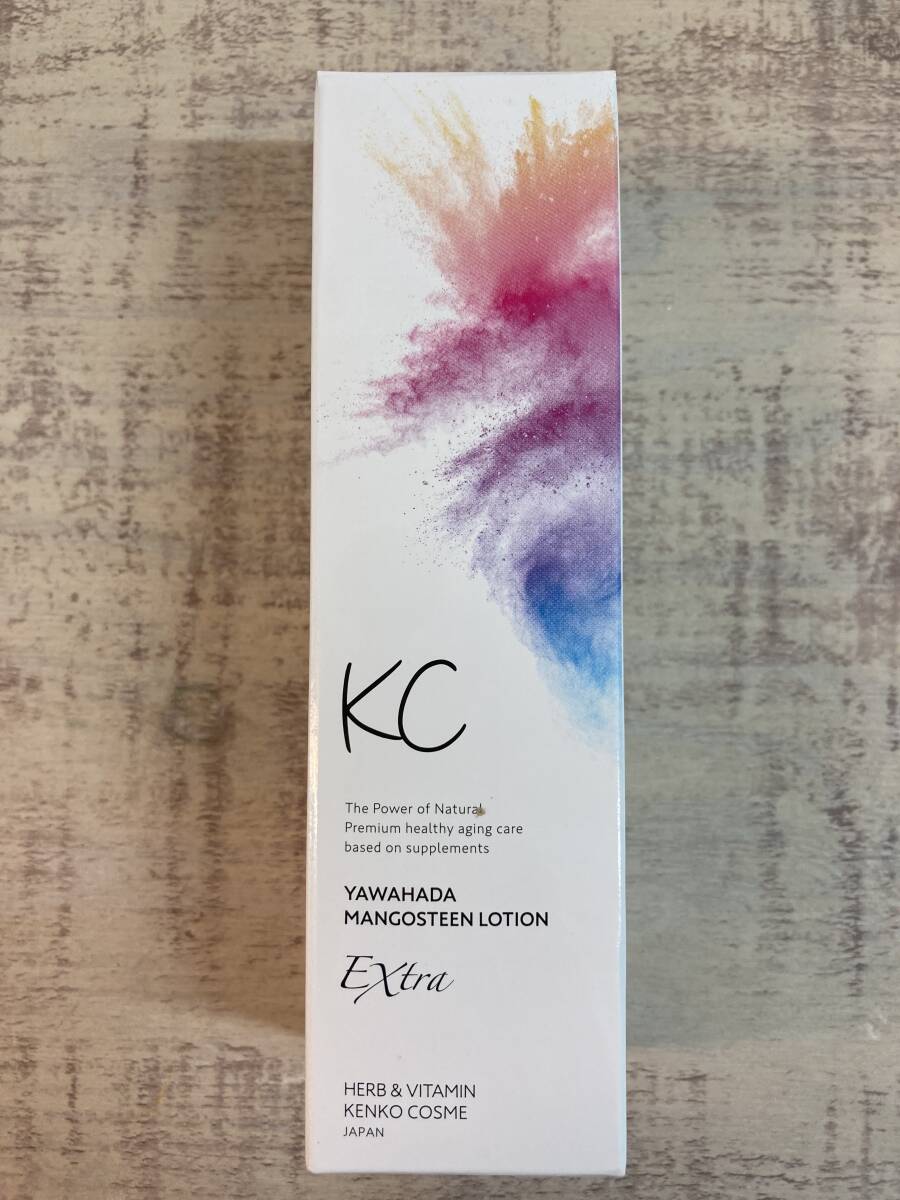 KC
The Power of Natural
Premium healthy aging care
based on supplements
YAWAHADA
MANGOSTEEN LOTION
Extra
HERB & VITAMIN
KENKO COSME
JAPAN